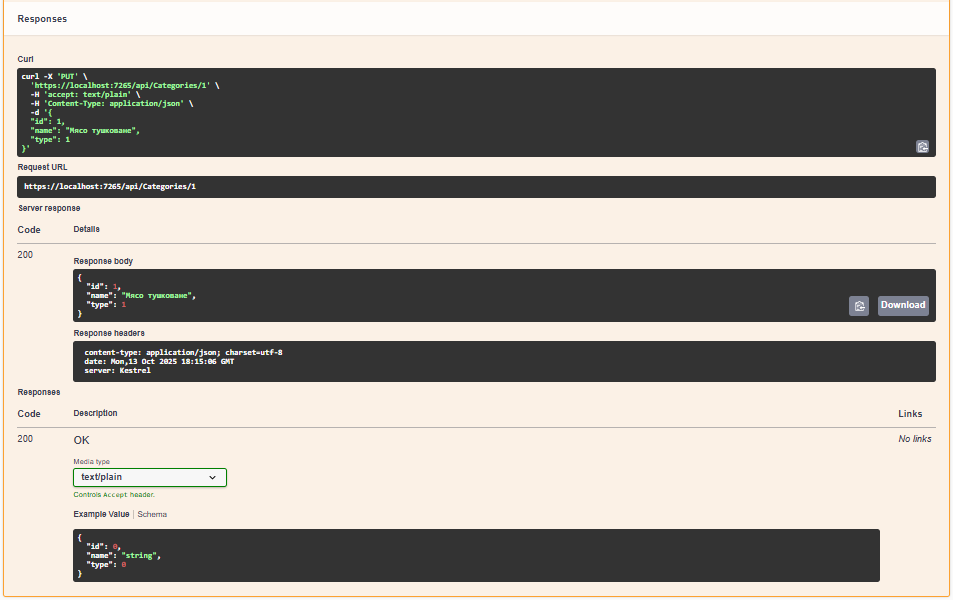 Responses
Curl
curl -X 'PUT' \
'https://localhost:7265/api/Categories/1' \
-H 'accept: text/plain' \
-H 'Content-Type: application/json' \
-d '{
"id": 1,
"name": "Мясо тушковане",
"type": 1
}'
Request URL
https://localhost:7265/api/Categories/1
Server response
Code Details
200
Response body
{
"id": 1,
"name": "Мясо тушковане",
"type": 1
}
Download
Response headers
content-type: application/json; charset=utf-8
date: Mon,13 Oct 2025 18:15:06 GMT
server: Kestrel
Responses
Code Description Links
200 OK No links
Media type
text/plain
Controls Accept header.
Example Value | Schema
{
"id": 0,
"name": "string",
"type": 0
}